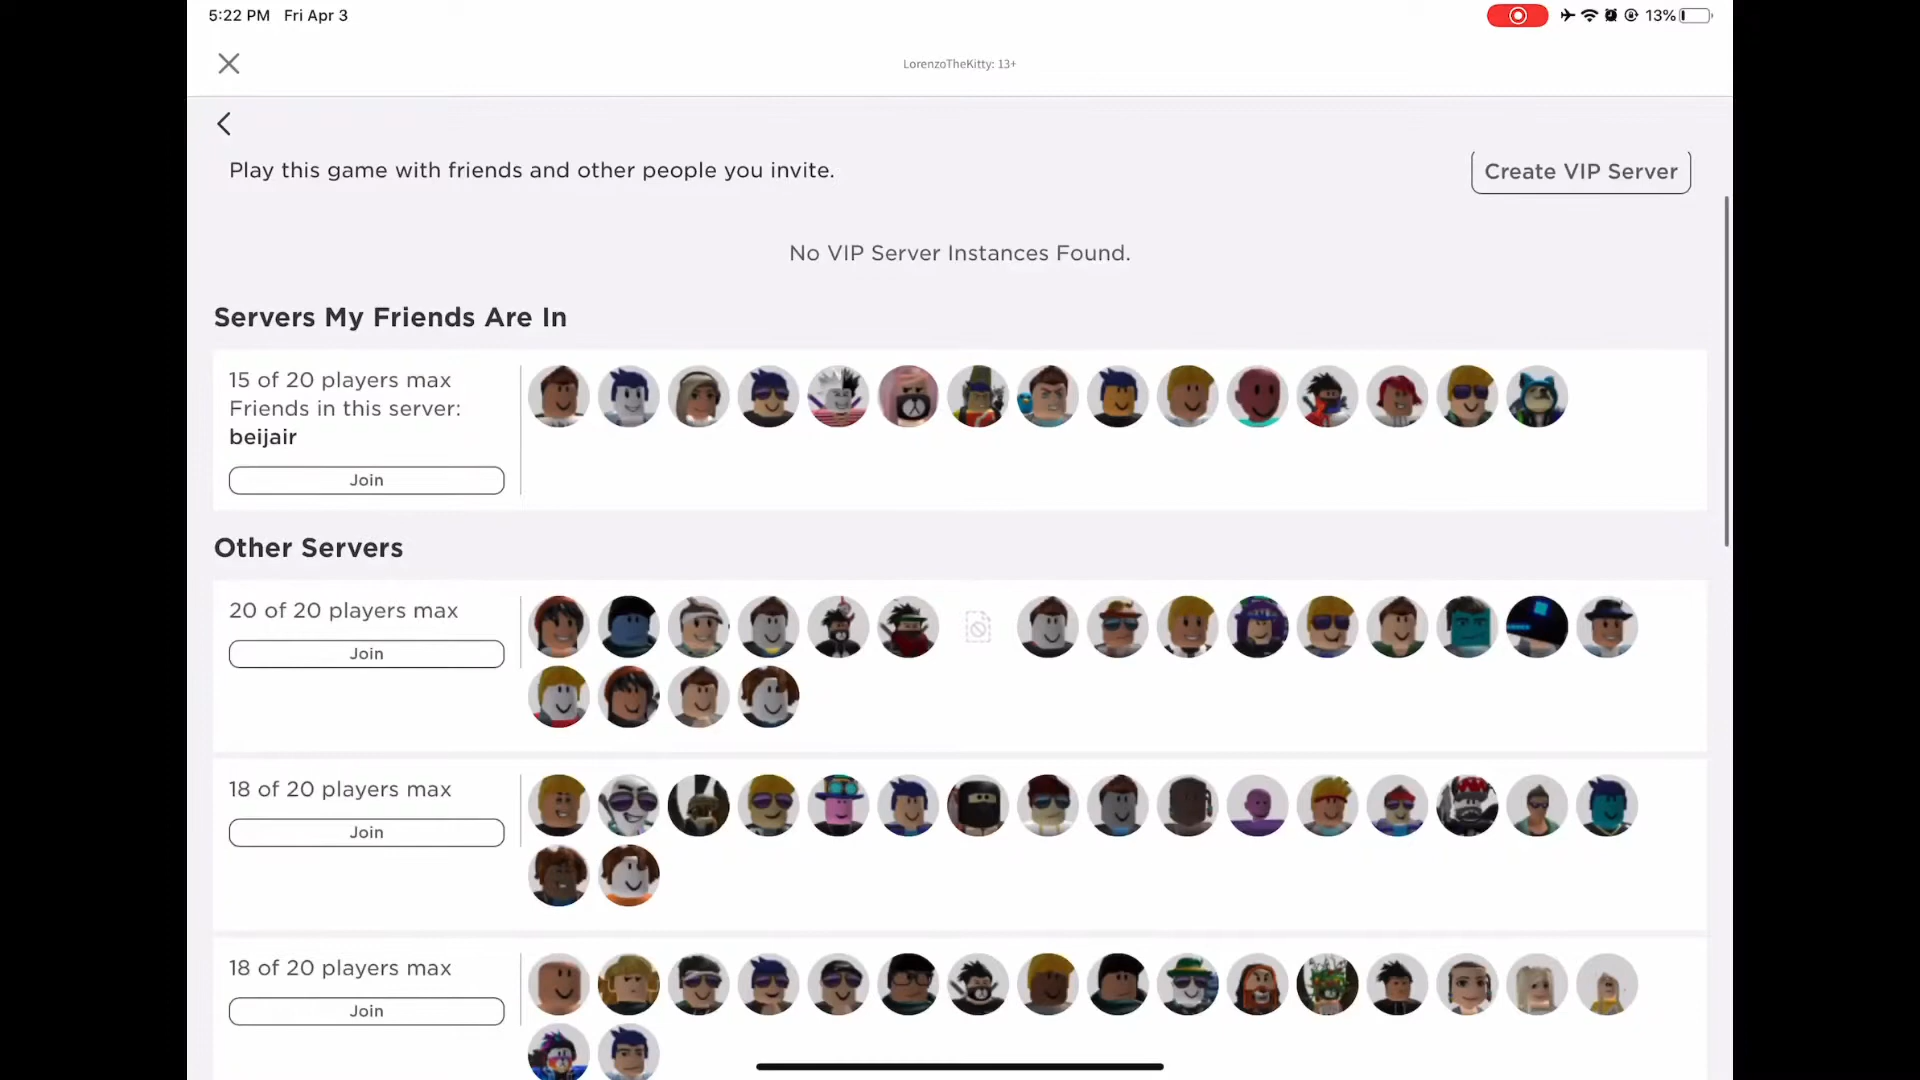 5:22 PM Fri Apr 3
13%
LorenzoTheKitty: 13+
Play this game with friends and other people you invite.
Create VIP Server
No VIP Server Instances Found.
Servers My Friends Are In
15 of 20 players max
Friends in this server:
beijair
Join
Other Servers
20 of 20 players max
Join
18 of 20 players max
Join
18 of 20 players max
Join